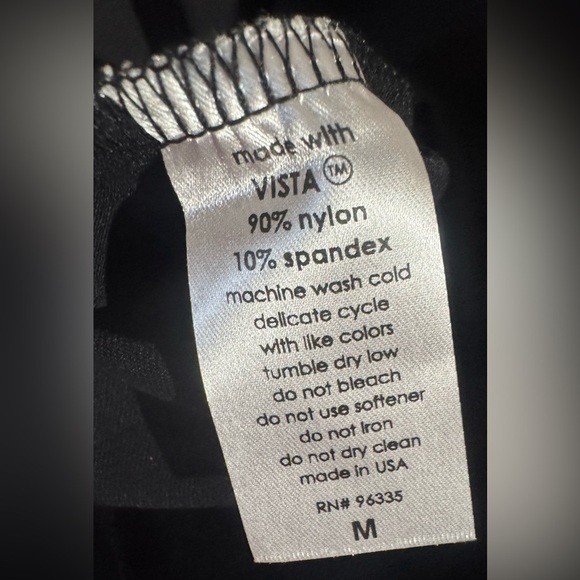 made with
VISTA™
90% nylon
10% spandex
machine wash cold
delicate cycle
with like colors
tumble dry low
do not bleach
do not use softener
do not iron
do not dry clean
made in USA
RN# 96335
M